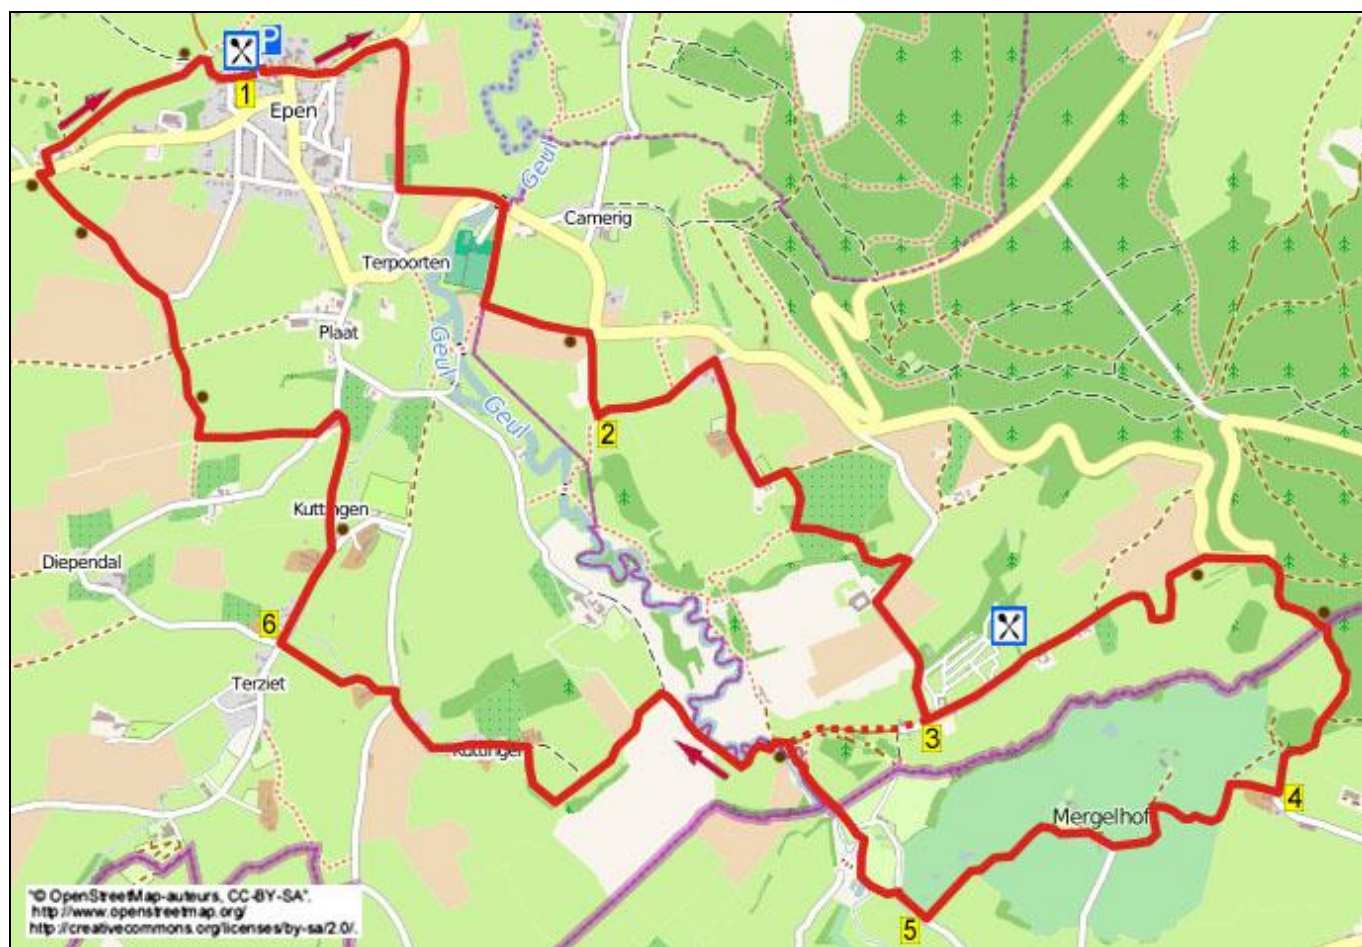 P
1
Epen
Geul
Camerig
Terpoorten
Plaat
Geul
Geul
2
Kuttingen
Diependal
6
Terziet
Kuttingen
3
4
Mergelhof
5
"© OpenStreetMap-auteurs, CC-BY-SA",
http://www.openstreetmap.org/
http://creativecommons.org/licenses/by-sa/2.0/.